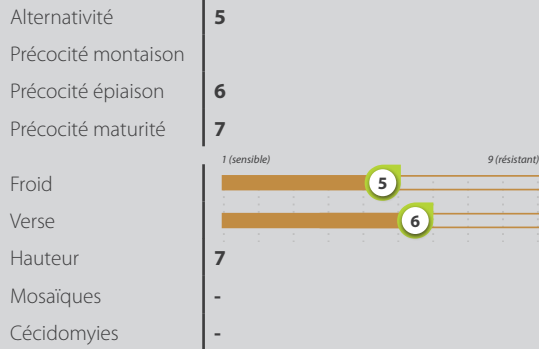 Alternativité 5
Précocité montaison
Précocité épiaison 6
Précocité maturité 7
1 (sensible) 9 (résistant)
Froid 5
Verse 6
Hauteur 7
Mosaïques -
Cécidomyies -